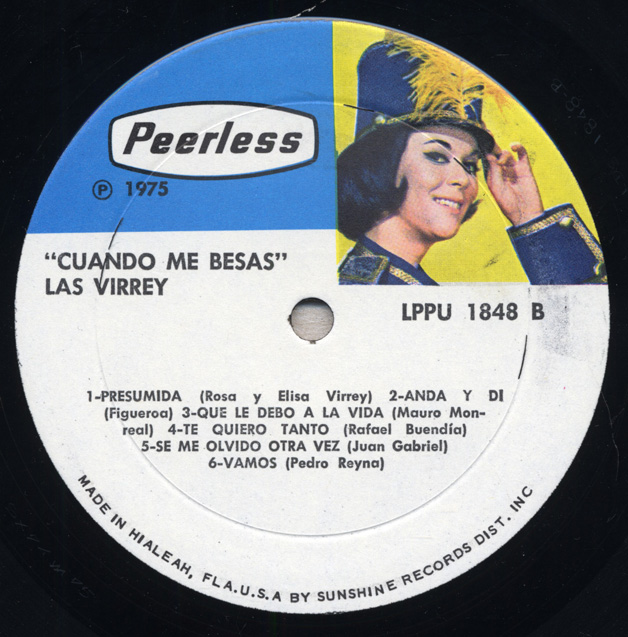 Peerless
Ⓟ 1975
"CUANDO ME BESAS"
LAS VIRREY
LPPU 1848 B
1-PRESUMIDA (Rosa y Elisa Virrey) 2-ANDA Y DI
(Figueroa) 3-QUE LE DEBO A LA VIDA (Mauro Mon-
real) 4-TE QUIERO TANTO (Rafael Buendía)
5-SE ME OLVIDO OTRA VEZ (Juan Gabriel)
6-VAMOS (Pedro Reyna)
MADE IN HIALEAH, FLA.U.S.A BY SUNSHINE RECORDS DIST. INC